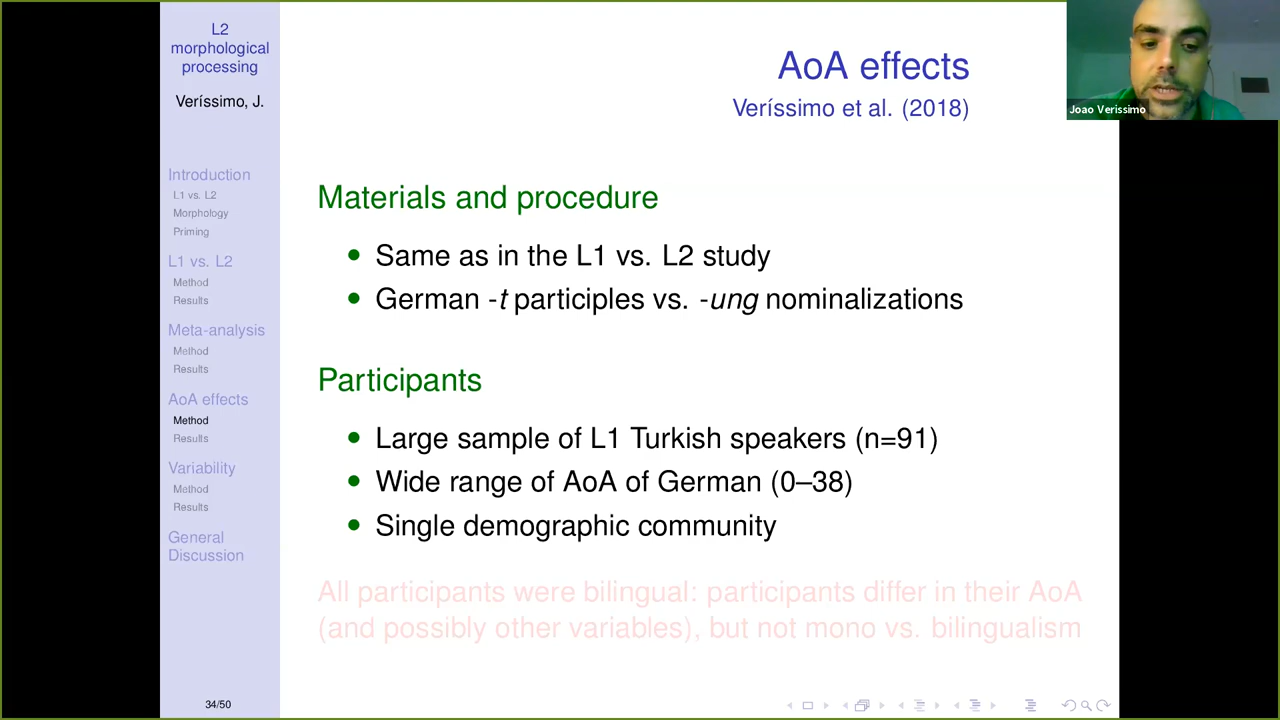 L2
morphological
processing
Veríssimo, J.
Introduction
L1 vs. L2
Morphology
Priming
L1 vs. L2
Method
Results
Meta-analysis
Method
Results
AoA effects
Method
Results
Variability
Method
Results
General
Discussion
34/50
AoA effects
Veríssimo et al. (2018)
Materials and procedure
• Same as in the L1 vs. L2 study
• German -t participles vs. -ung nominalizations
Participants
• Large sample of L1 Turkish speakers (n=91)
• Wide range of AoA of German (0–38)
• Single demographic community
All participants were bilingual: participants differ in their AoA
(and possibly other variables), but not mono vs. bilingualism
Joao Verissimo